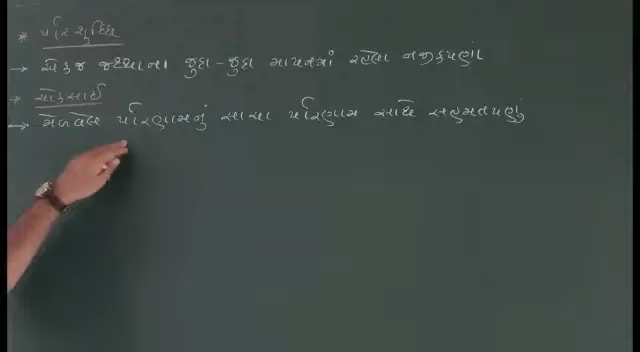 * પરિશુદ્ધિ
→ એકજ જથ્થાના જુદા-જુદા માપનમાં રહેલા નજીકપણા
* ચોકસાઈ
→ મેળવેલ પરિણામનું સાચા પરિણામ સાથે સહમતપણું